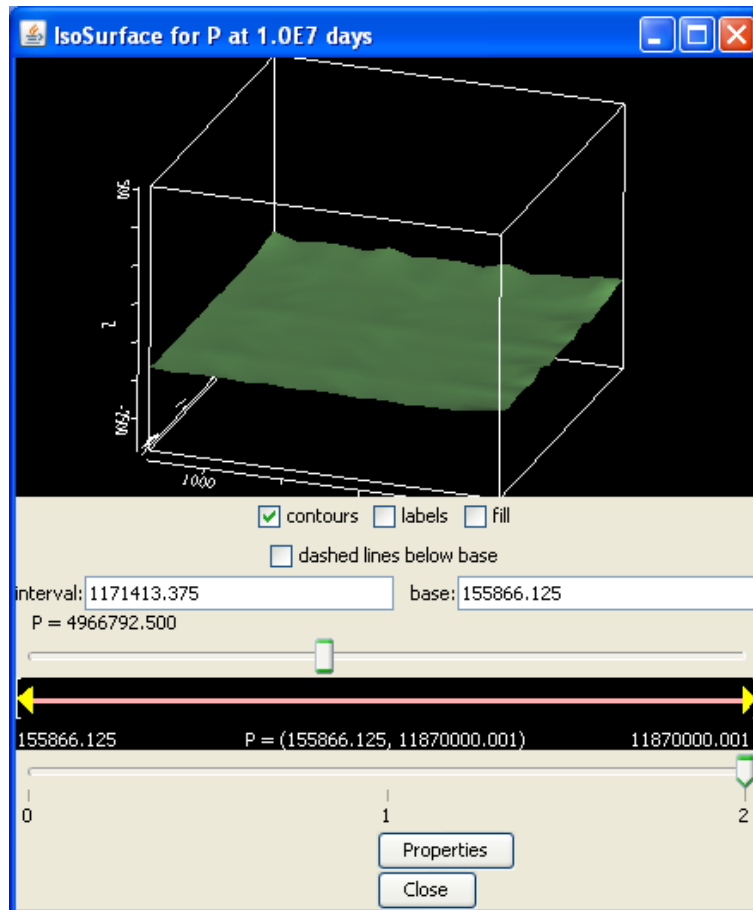 IsoSurface for P at 1.0E7 days
500
Z
1000
contours labels fill
dashed lines below base
interval: 1171413.375 base: 155866.125
P = 4966792.500
155866.125 P = (155866.125, 11870000.001) 11870000.001
0 1 2
Properties
Close